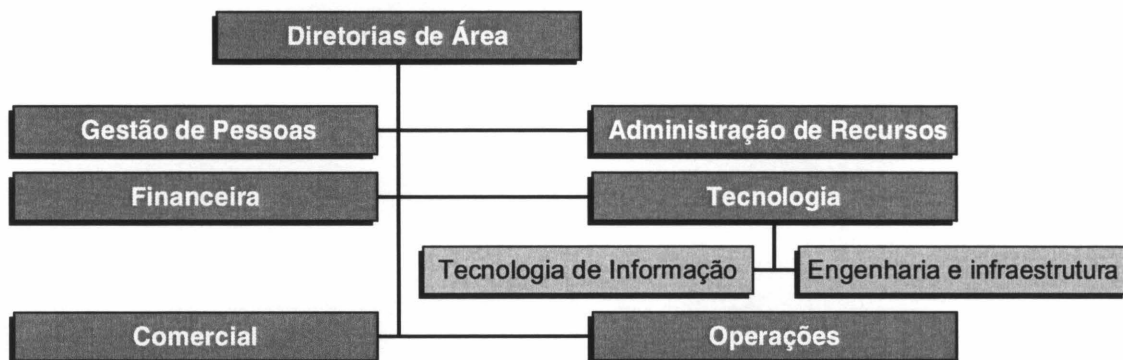 Diretorias de Área
Gestão de Pessoas
Administração de Recursos
Financeira
Tecnologia
Tecnologia de Informação
Engenharia e infraestrutura
Comercial
Operações